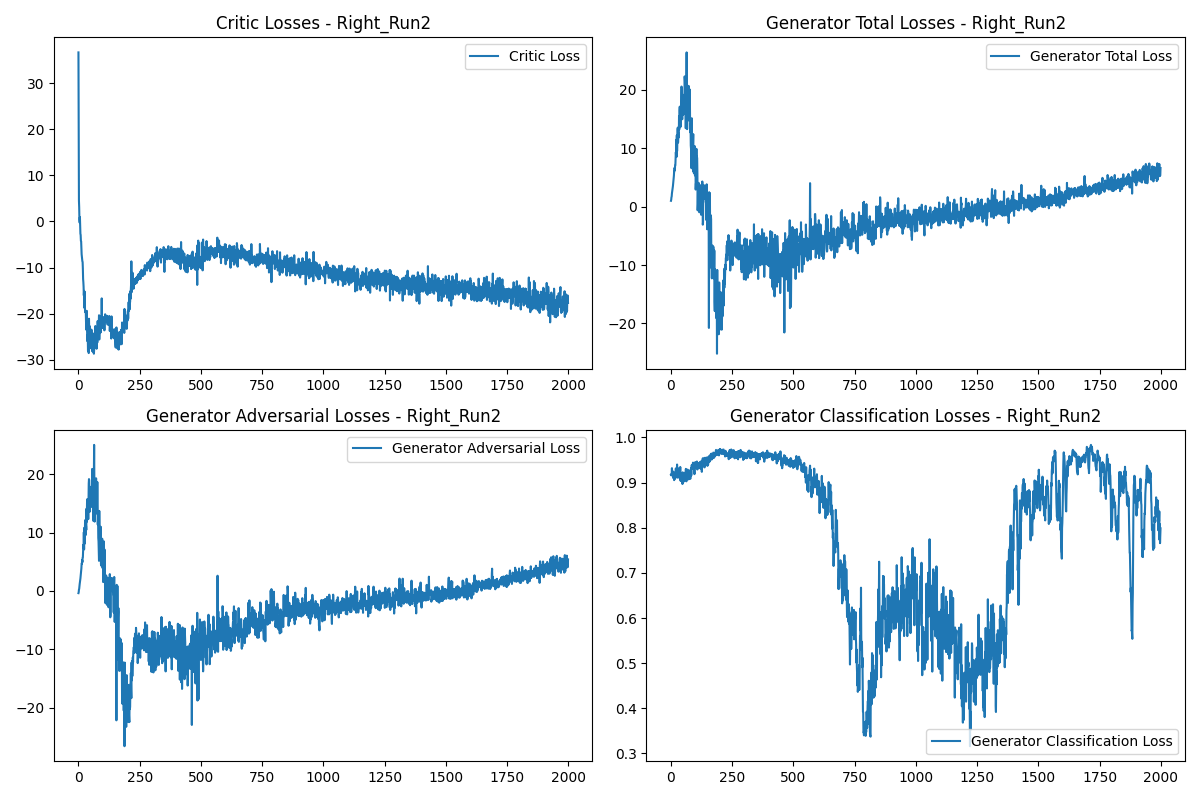 Critic Losses - Right_Run2
Critic Loss
30
20
10
0
−10
−20
−30
0 250 500 750 1000 1250 1500 1750 2000
Generator Total Losses - Right_Run2
Generator Total Loss
20
10
0
−10
−20
0 250 500 750 1000 1250 1500 1750 2000
Generator Adversarial Losses - Right_Run2
Generator Adversarial Loss
20
10
0
−10
−20
0 250 500 750 1000 1250 1500 1750 2000
Generator Classification Losses - Right_Run2
1.0
0.9
0.8
0.7
0.6
0.5
0.4
0.3
Generator Classification Loss
0 250 500 750 1000 1250 1500 1750 2000